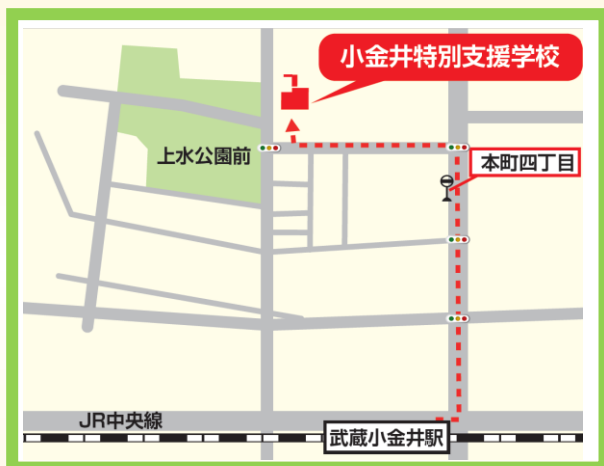 小金井特別支援学校
上水公園前
本町四丁目
JR中央線
武蔵小金井駅